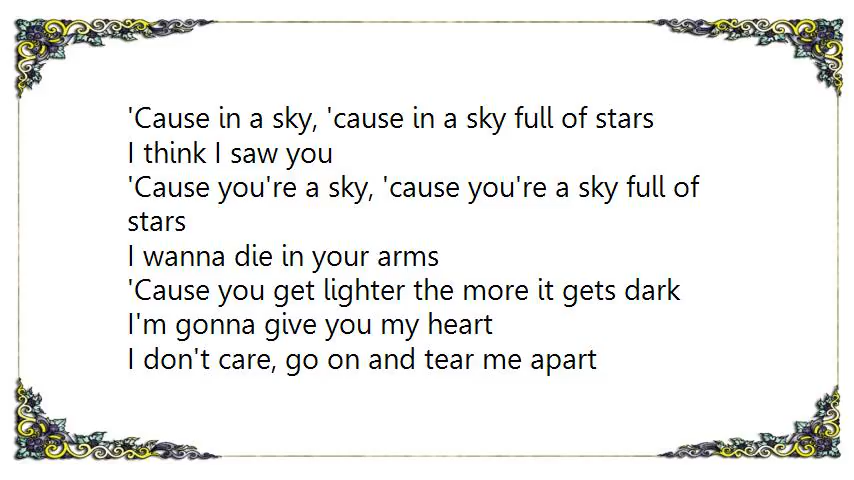 'Cause in a sky, 'cause in a sky full of stars
I think I saw you
'Cause you're a sky, 'cause you're a sky full of
stars
I wanna die in your arms
'Cause you get lighter the more it gets dark
I'm gonna give you my heart
I don't care, go on and tear me apart